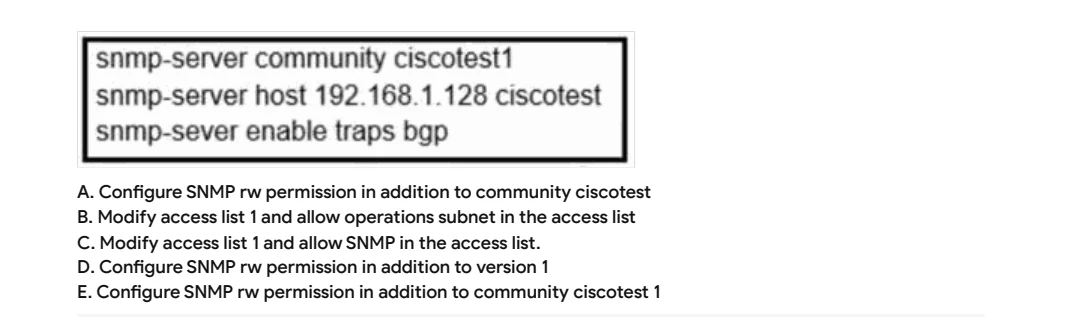 snmp-server community ciscotest1
snmp-server host 192.168.1.128 ciscotest
snmp-sever enable traps bgp
A. Configure SNMP rw permission in addition to community ciscotest
B. Modify access list 1 and allow operations subnet in the access list
C. Modify access list 1 and allow SNMP in the access list.
D. Configure SNMP rw permission in addition to version 1
E. Configure SNMP rw permission in addition to community ciscotest 1